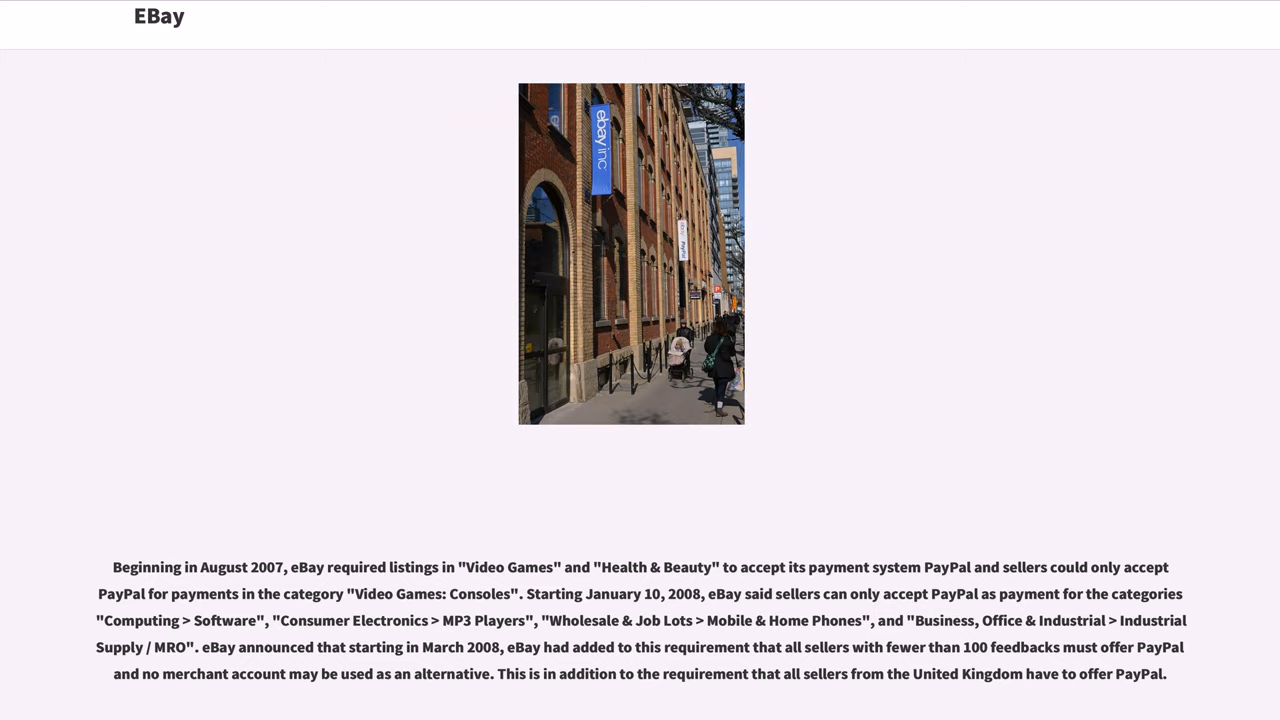 EBay
ebay inc
ebay
PayPal
P
Beginning in August 2007, eBay required listings in "Video Games" and "Health & Beauty" to accept its payment system PayPal and sellers could only accept
PayPal for payments in the category "Video Games: Consoles". Starting January 10, 2008, eBay said sellers can only accept PayPal as payment for the categories
"Computing > Software", "Consumer Electronics > MP3 Players", "Wholesale & Job Lots > Mobile & Home Phones", and "Business, Office & Industrial > Industrial
Supply / MRO". eBay announced that starting in March 2008, eBay had added to this requirement that all sellers with fewer than 100 feedbacks must offer PayPal
and no merchant account may be used as an alternative. This is in addition to the requirement that all sellers from the United Kingdom have to offer PayPal.